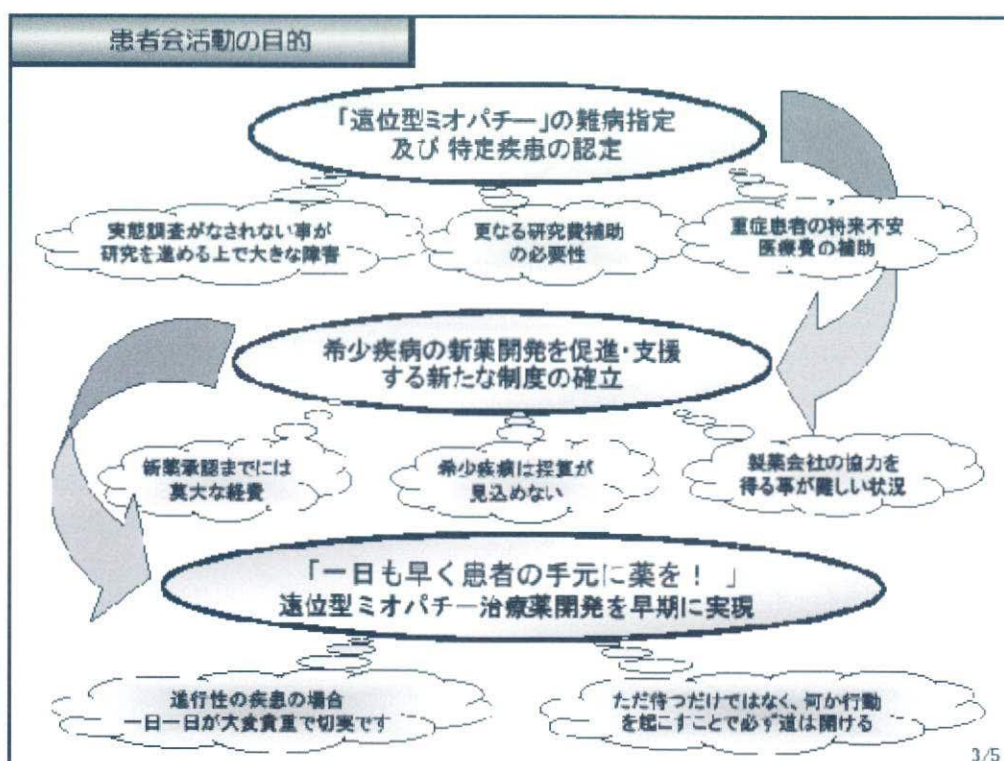 患者会活動の目的
「遠位型ミオパチー」の難病指定
及び 特定疾患の認定
実態調査がなされない事が
研究を進める上で大きな障害
更なる研究費補助
の必要性
重症患者の将来不安
医療費の補助
希少疾病の新薬開発を促進・支援
する新たな制度の確立
新薬承認までには
莫大な経費
希少疾病は採算が
見込めない
製薬会社の協力を
得る事が難しい状況
「一日も早く患者の手元に薬を! 」
遠位型ミオパチー治療薬開発を早期に実現
進行性の疾患の場合
一日一日が大変貴重で切実です
ただ待つだけではなく、何か行動
を起こすことで必ず道は開ける
3/5